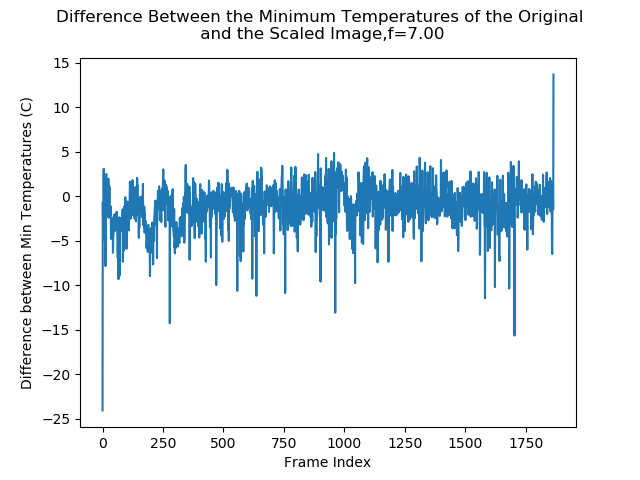 Difference Between the Minimum Temperatures of the Original
and the Scaled Image,f=7.00
15
10
5
0
−5
−10
−15
−20
−25
Difference between Min Temperatures (C)
0 250 500 750 1000 1250 1500 1750
Frame Index